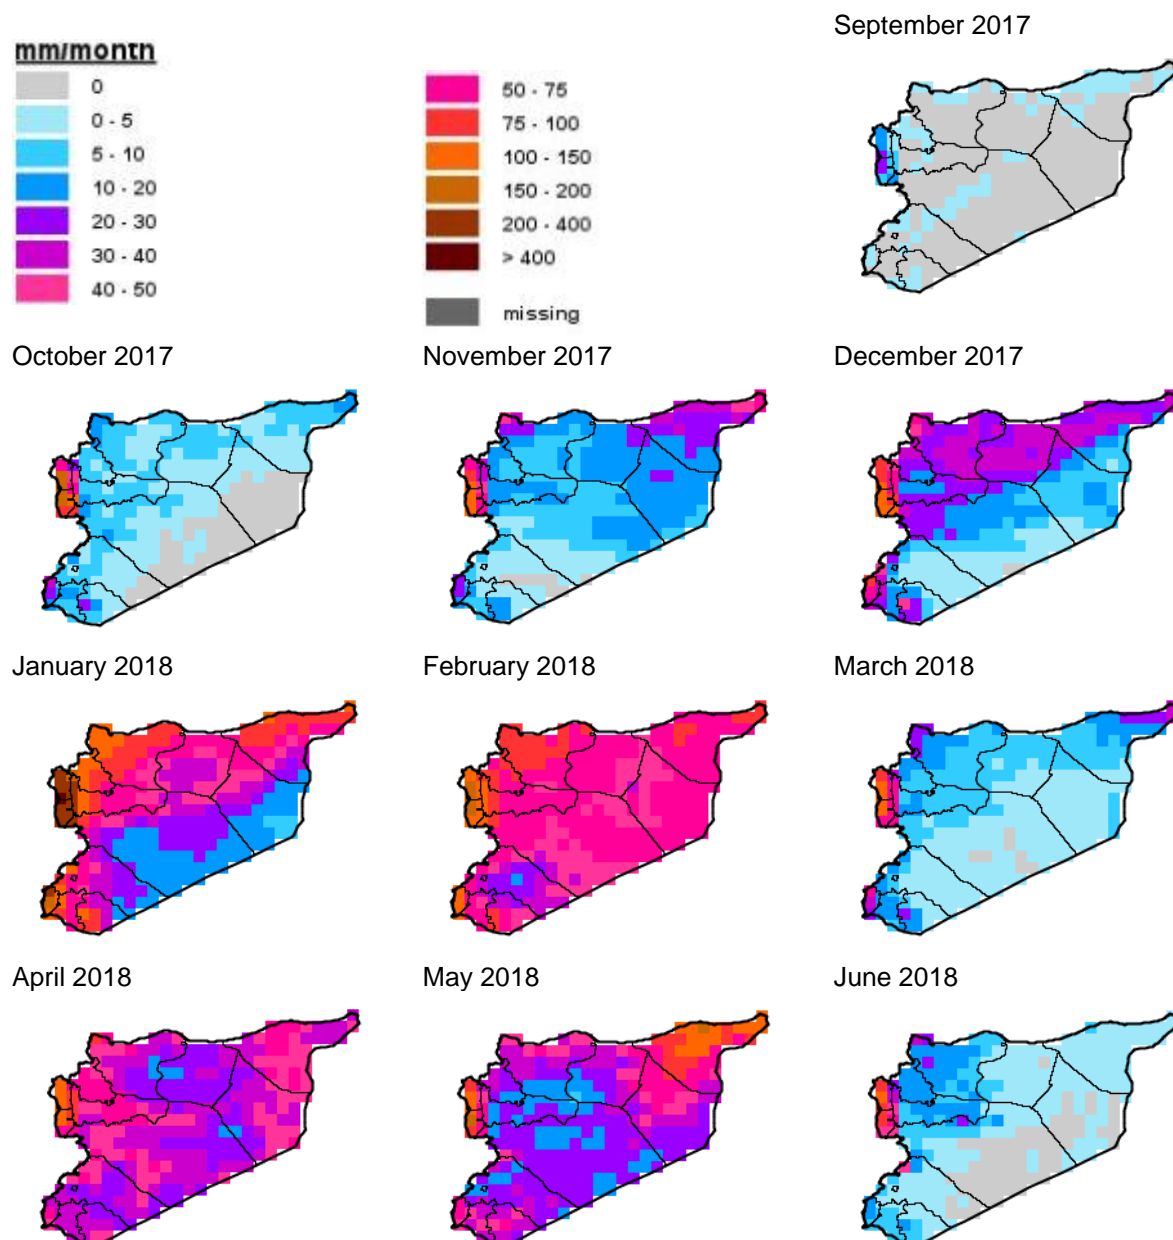 September 2017
mm/month
0
0 - 5
5 - 10
10 - 20
20 - 30
30 - 40
40 - 50
50 - 75
75 - 100
100 - 150
150 - 200
200 - 400
> 400
missing
October 2017
November 2017
December 2017
January 2018
February 2018
March 2018
April 2018
May 2018
June 2018